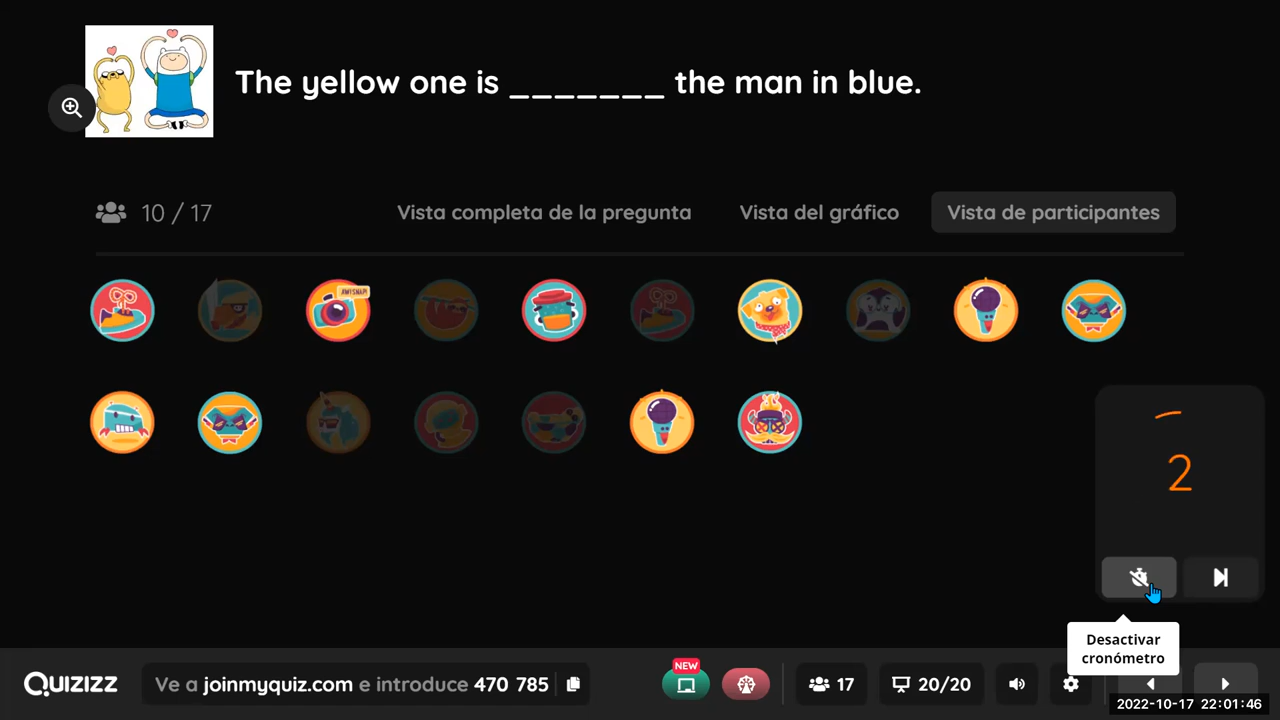 The yellow one is _______ the man in blue.
10 / 17
Vista completa de la pregunta
Vista del gráfico
Vista de participantes
AW! SNAP!
2
Desactivar
cronómetro
NEW
Quizizz
Ve a joinmyquiz.com e introduce 470 785
17
20/20
2022-10-17 22:01:46